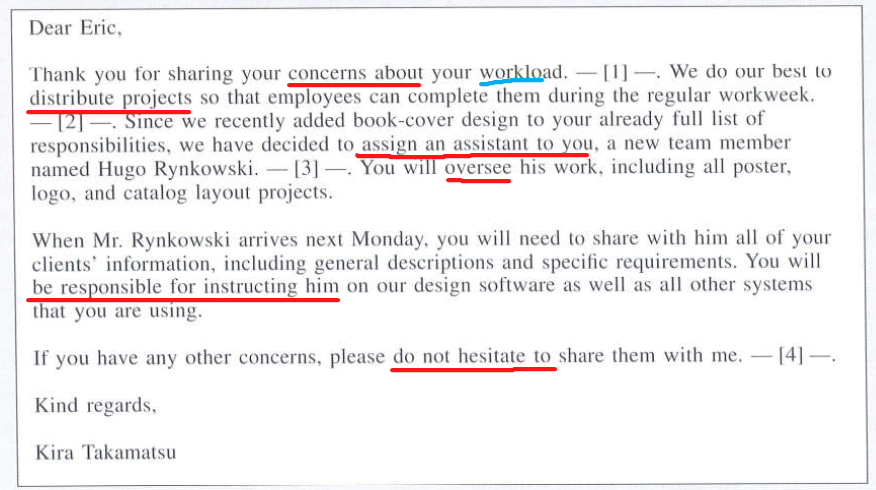 Dear Eric,
Thank you for sharing your concerns about your workload. — [1] —. We do our best to
distribute projects so that employees can complete them during the regular workweek.
— [2] —. Since we recently added book-cover design to your already full list of
responsibilities, we have decided to assign an assistant to you, a new team member
named Hugo Rynkowski. — [3] —. You will oversee his work, including all poster,
logo, and catalog layout projects.
When Mr. Rynkowski arrives next Monday, you will need to share with him all of your
clients' information, including general descriptions and specific requirements. You will
be responsible for instructing him on our design software as well as all other systems
that you are using.
If you have any other concerns, please do not hesitate to share them with me. — [4] —.
Kind regards,
Kira Takamatsu